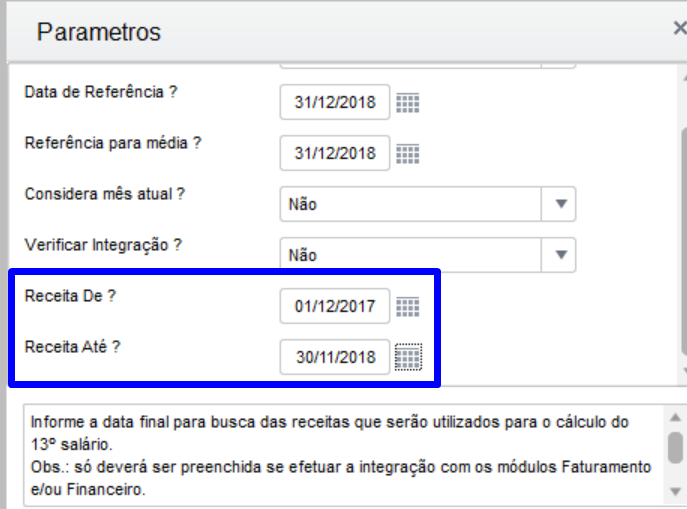 Parametros
Data de Referência ?
31/12/2018
Referência para média ?
31/12/2018
Considera mês atual ?
Não
Verificar Integração ?
Não
Receita De ?
01/12/2017
Receita Até ?
30/11/2018
Informe a data final para busca das receitas que serão utilizados para o cálculo do
13º salário.
Obs.: só deverá ser preenchida se efetuar a integração com os módulos Faturamento
e/ou Financeiro.